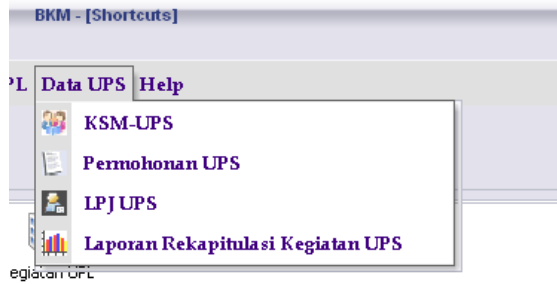 BKM - [Shortcuts]
PL Data UPS Help
KSM-UPS
Permohonan UPS
LPJ UPS
Laporan Rekapitulasi Kegiatan UPS
egiatan UPL